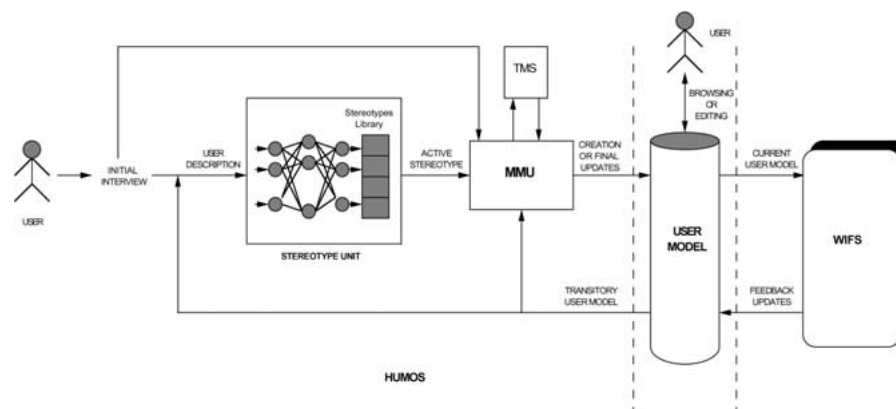 USER
TMS
Stereotypes
Library
BROWSING
OR
EDITING
USER
INITIAL
INTERVIEW
USER
DESCRIPTION
ACTIVE
STEREOTYPE
MMU
CREATION
OR FINAL
UPDATES
CURRENT
USER MODEL
USER
MODEL
WIFS
STEREOTYPE UNIT
TRANSITORY
USER MODEL
FEEDBACK
UPDATES
HUMOS